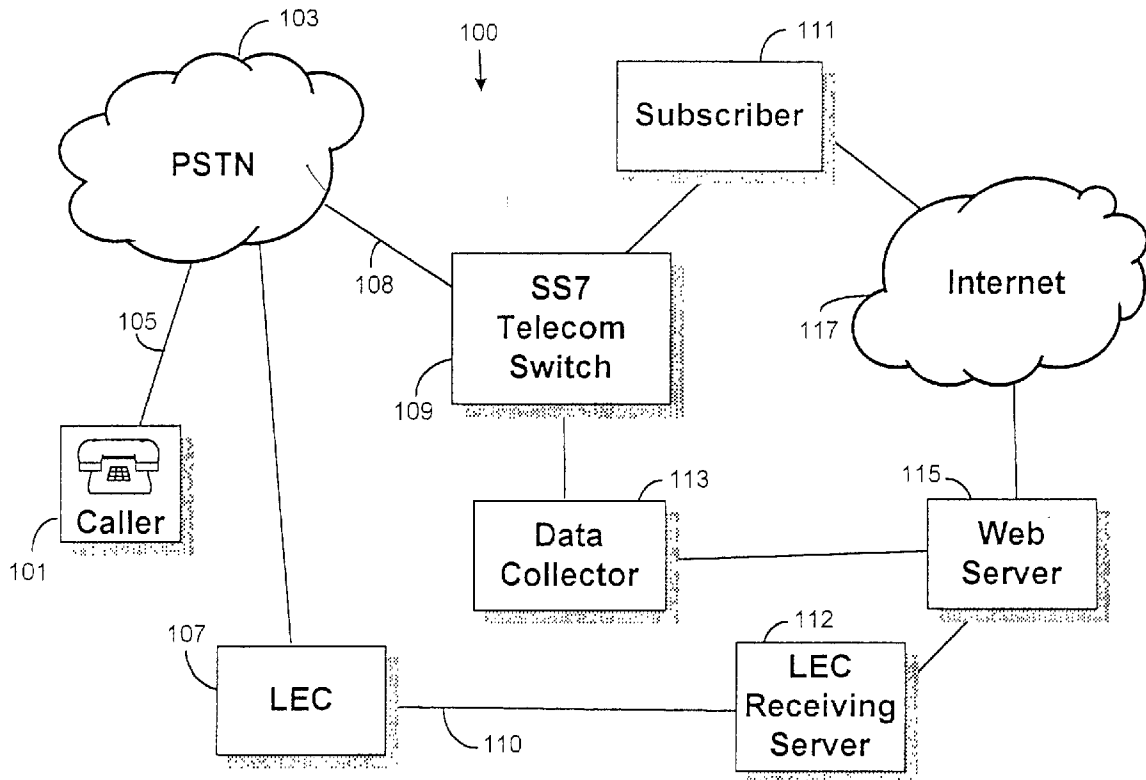 103
100
111
PSTN
Subscriber
108
SS7
Telecom
Switch
109
117
Internet
105
Caller
101
113
Data
Collector
115
Web
Server
107
LEC
110
112
LEC
Receiving
Server